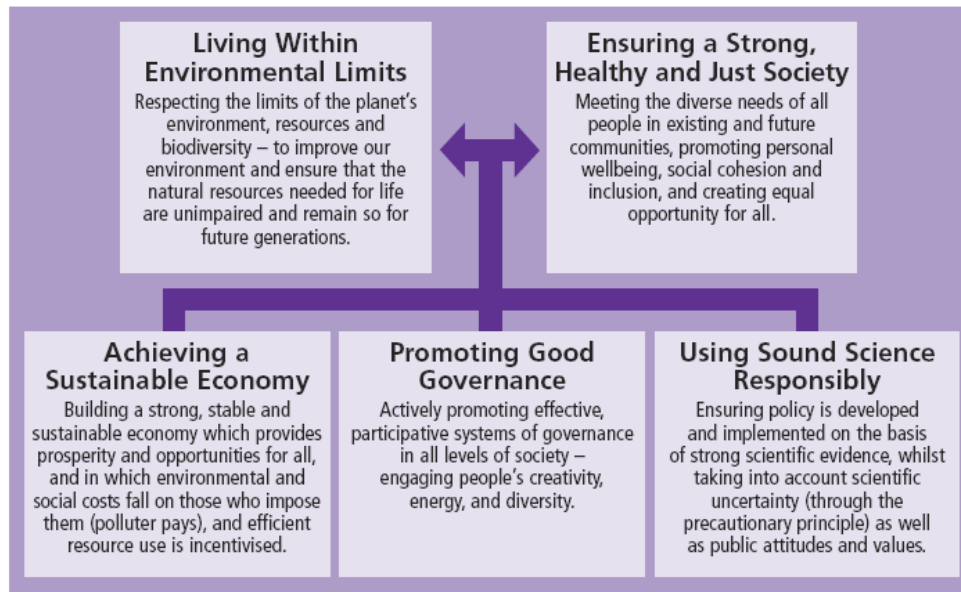 Living Within
Environmental Limits
Respecting the limits of the planet's
environment, resources and
biodiversity – to improve our
environment and ensure that the
natural resources needed for life
are unimpaired and remain so for
future generations.
Ensuring a Strong,
Healthy and Just Society
Meeting the diverse needs of all
people in existing and future
communities, promoting personal
wellbeing, social cohesion and
inclusion, and creating equal
opportunity for all.
Achieving a
Sustainable Economy
Building a strong, stable and
sustainable economy which provides
prosperity and opportunities for all,
and in which environmental and
social costs fall on those who impose
them (polluter pays), and efficient
resource use is incentivised.
Promoting Good
Governance
Actively promoting effective,
participative systems of governance
in all levels of society –
engaging people's creativity,
energy, and diversity.
Using Sound Science
Responsibly
Ensuring policy is developed
and implemented on the basis
of strong scientific evidence, whilst
taking into account scientific
uncertainty (through the
precautionary principle) as well
as public attitudes and values.